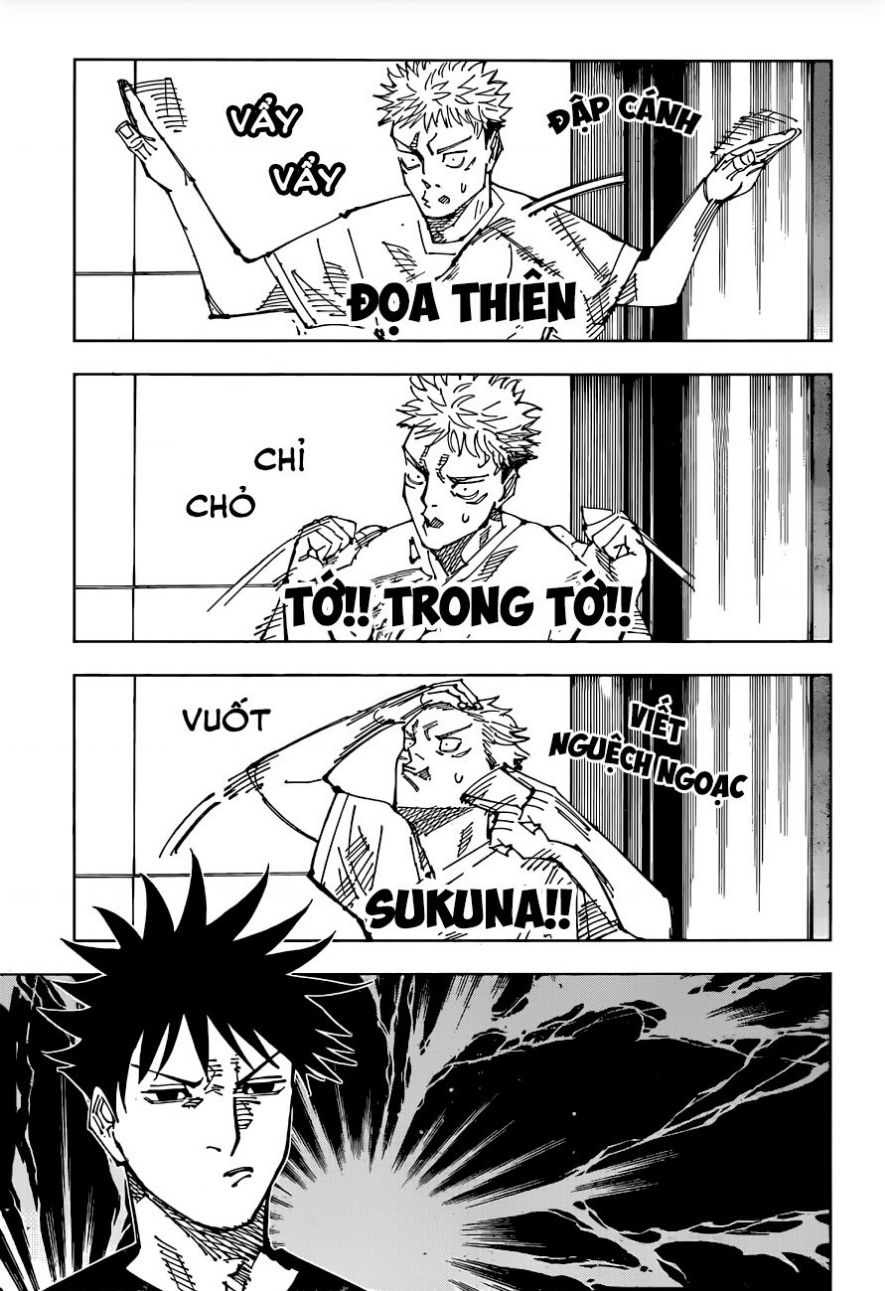 VẨY
VẨY
ĐẬP CÁNH
ĐỌA THIÊN
CHỈ
CHỎ
TỚ!! TRONG TỚ!!
VUỐT
VIẾT
NGUỆCH NGOẠC
SUKUNA!!